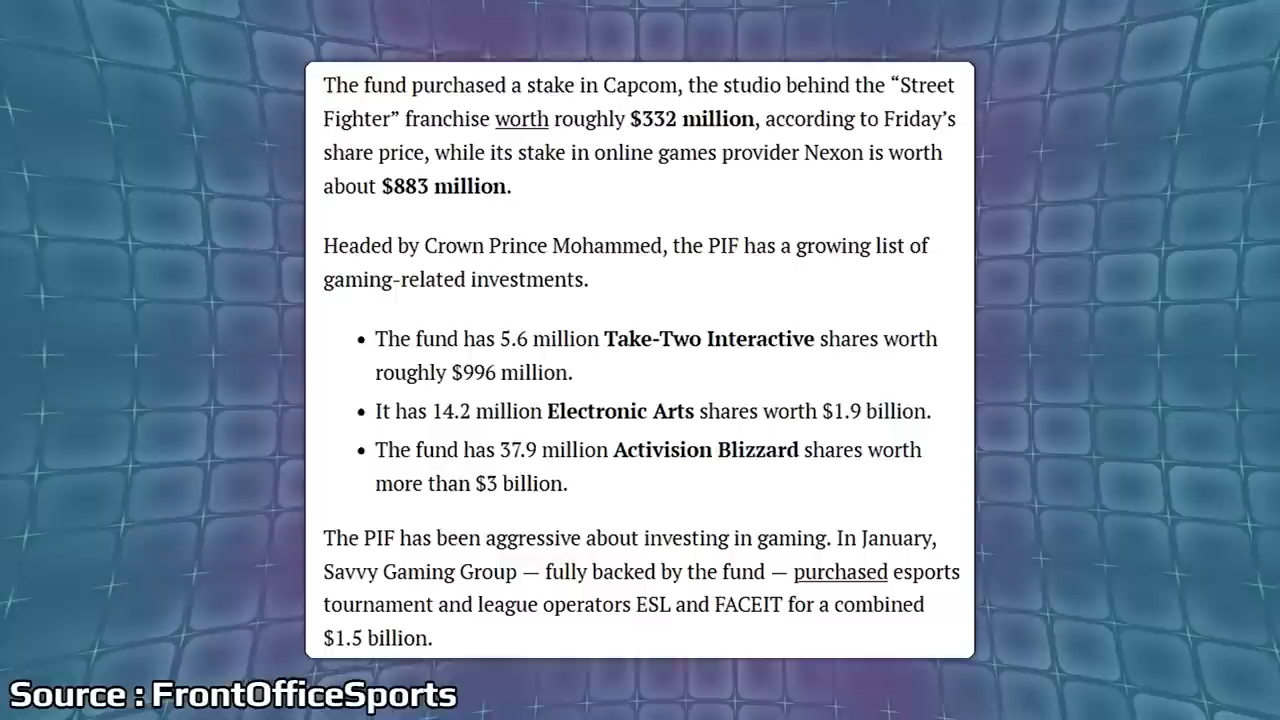 The fund purchased a stake in Capcom, the studio behind the “Street
Fighter” franchise worth roughly $332 million, according to Friday’s
share price, while its stake in online games provider Nexon is worth
about $883 million.
Headed by Crown Prince Mohammed, the PIF has a growing list of
gaming-related investments.
• The fund has 5.6 million Take-Two Interactive shares worth
roughly $996 million.
• It has 14.2 million Electronic Arts shares worth $1.9 billion.
• The fund has 37.9 million Activision Blizzard shares worth
more than $3 billion.
The PIF has been aggressive about investing in gaming. In January,
Savvy Gaming Group — fully backed by the fund — purchased esports
tournament and league operators ESL and FACEIT for a combined
$1.5 billion.
Source : FrontOfficeSports